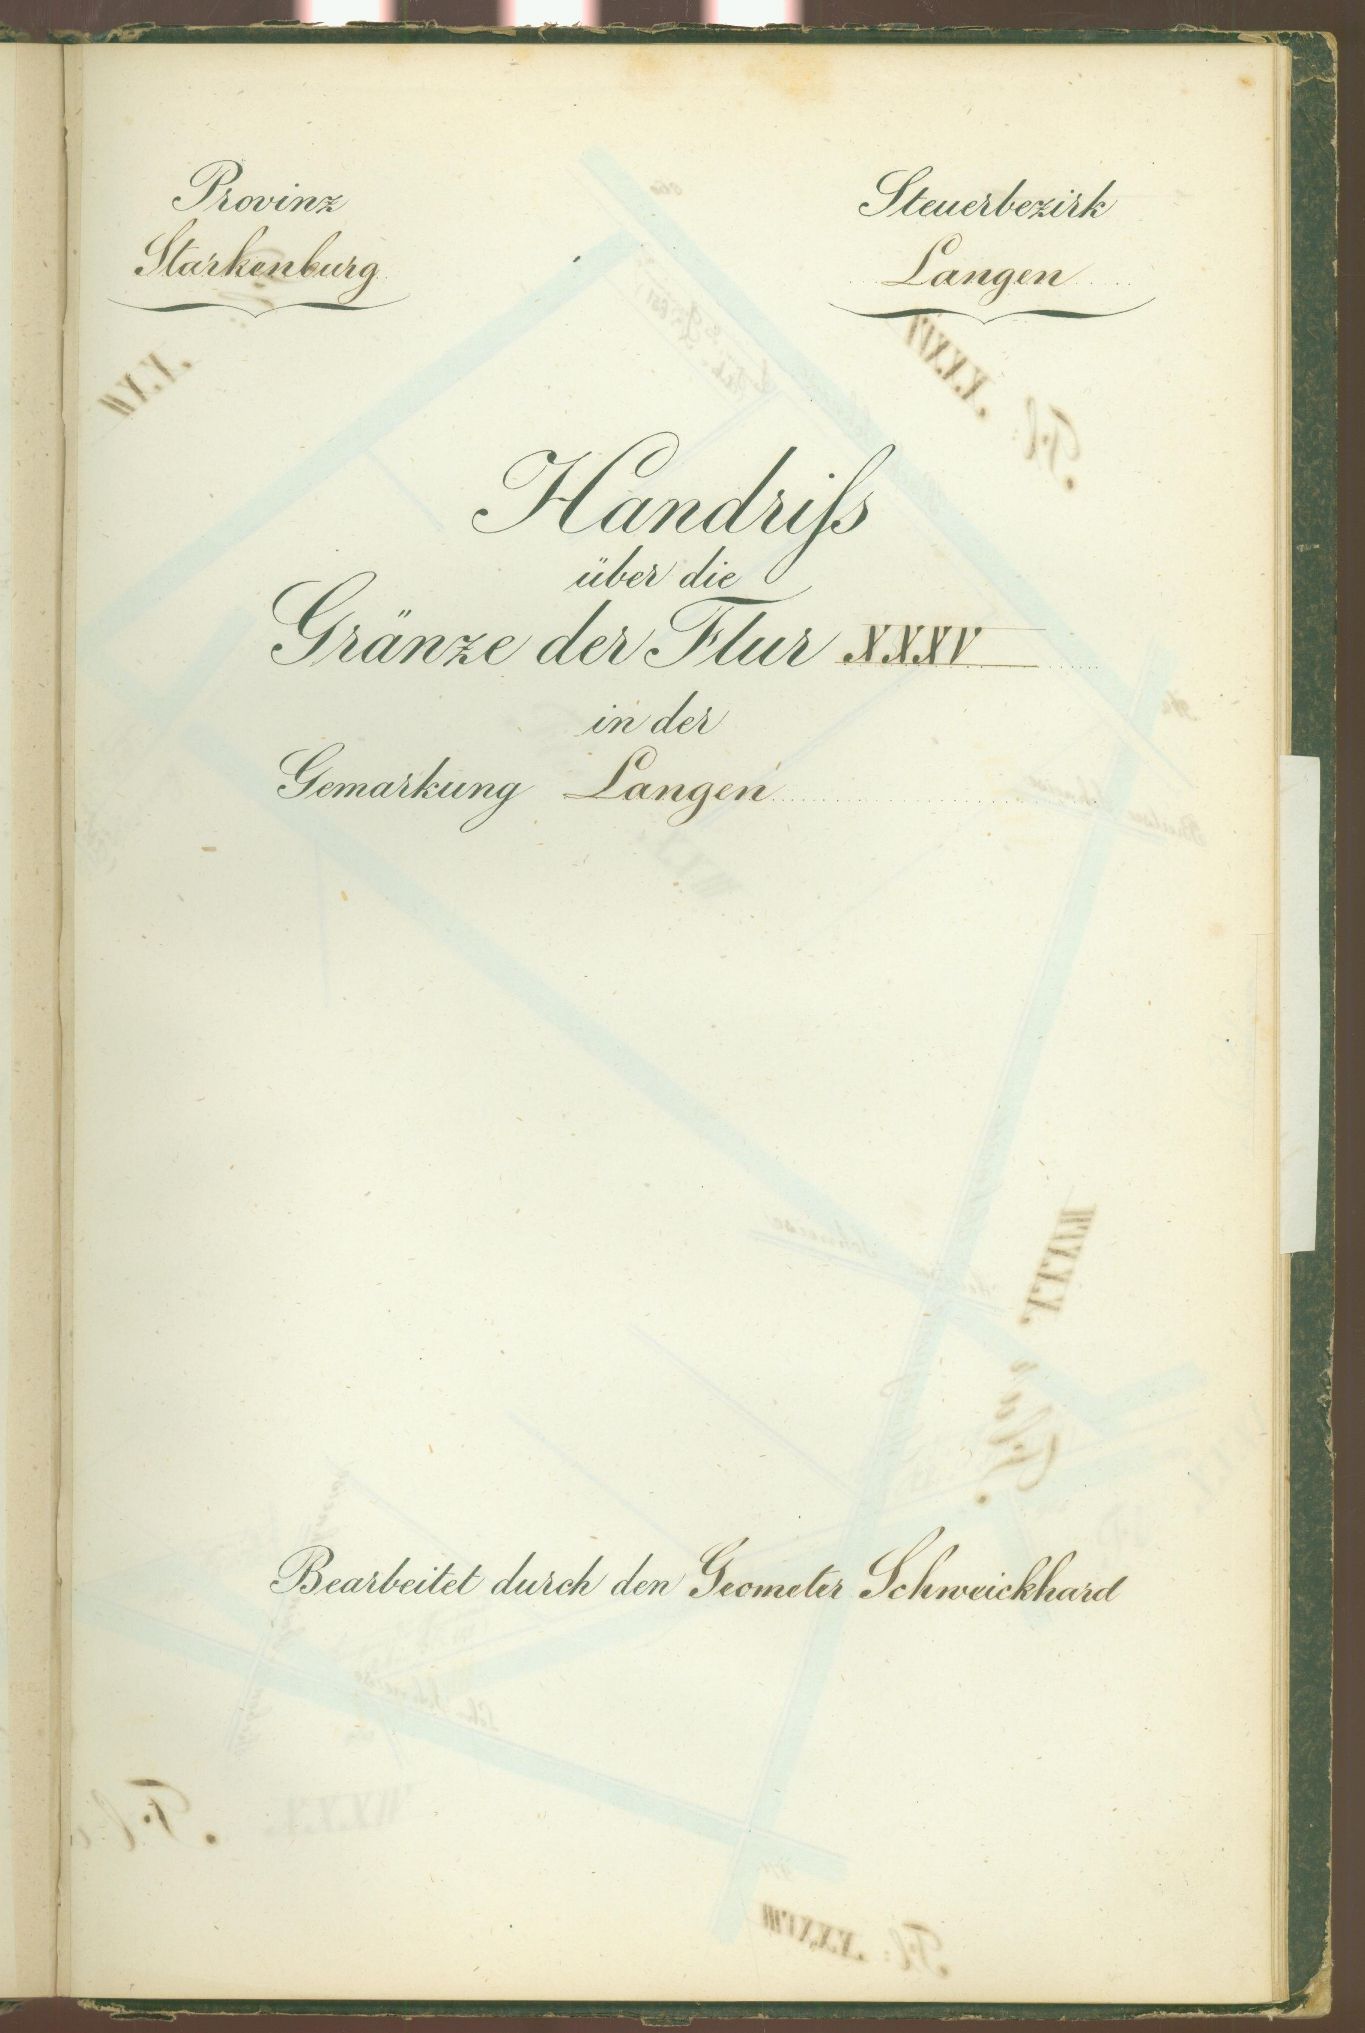 Provinz
Starkenburg
Steuerbezirk
Langen
Handriſs
über die
Gränze der Flur XXXV
in der
Gemarkung Langen
Bearbeitet durch den Geometer Schweickhard